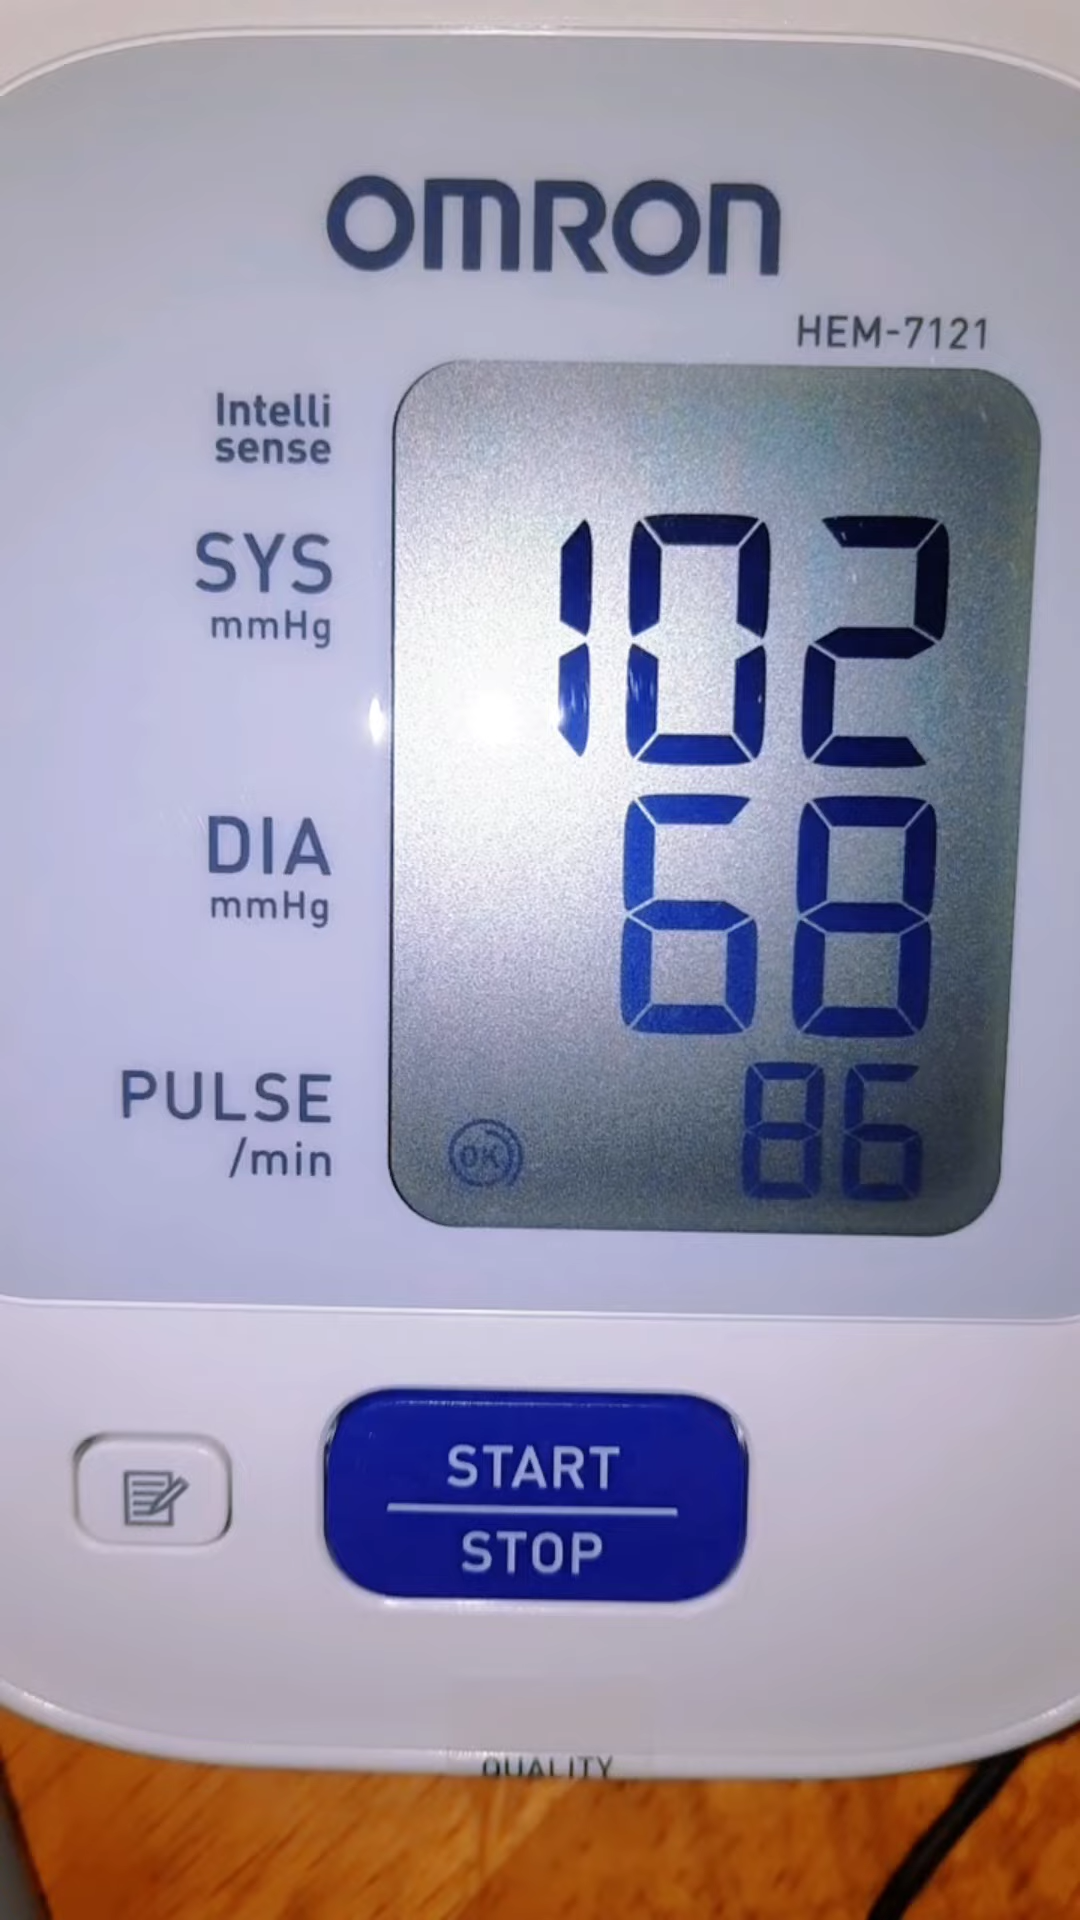 OMRON
HEM-7121
Intelli
sense
SYS
mmHg
102
DIA
mmHg
68
PULSE
/min
OK
86
START
STOP
QUALITY